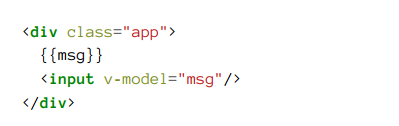 <div class="app">
  {{msg}}
  <input v-model="msg"/>
</div>